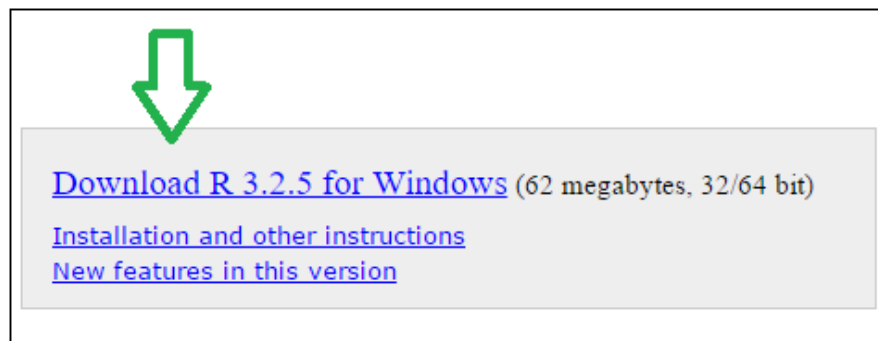 Download R 3.2.5 for Windows (62 megabytes, 32/64 bit)
Installation and other instructions
New features in this version